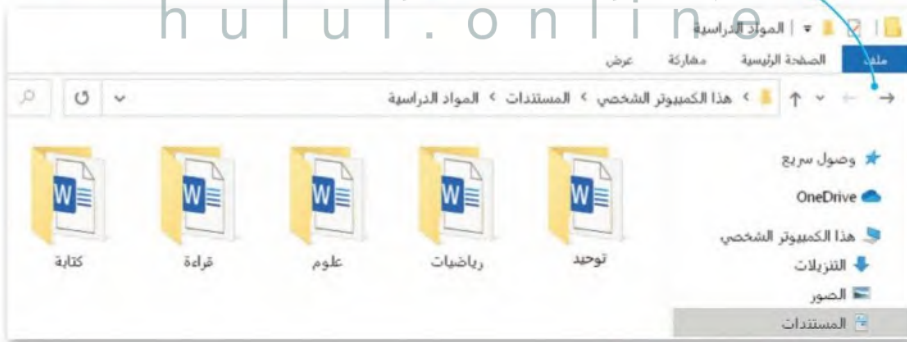 hulul.online
المواد الدراسية
ملف الصفحة الرئيسية مشاركة عرض
هذا الكمبيوتر الشخصي > المستندات > المواد الدراسية
وصول سريع
OneDrive
هذا الكمبيوتر الشخصي
التنزيلات
الصور
المستندات
توحيد رياضيات علوم قراءة كتابة